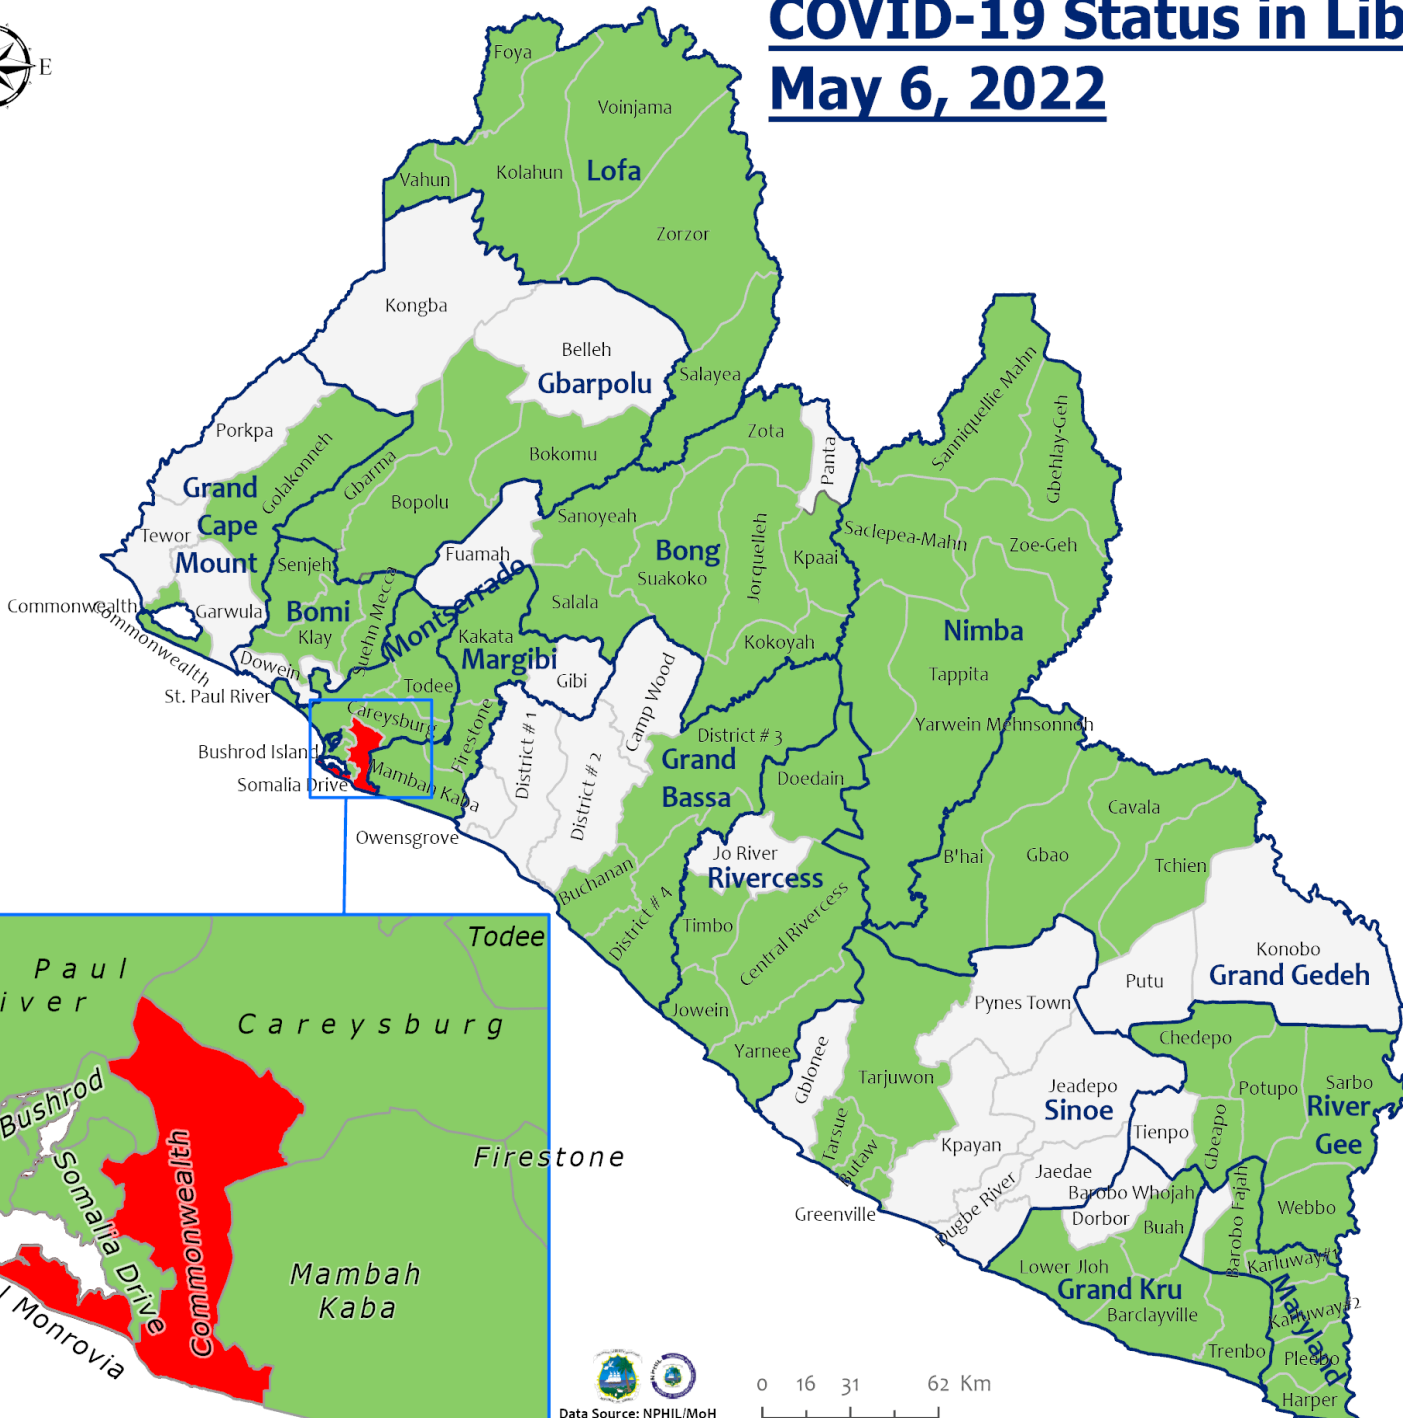 COVID-19 Status in Lib
May 6, 2022
E
Foya
Voinjama
Kolahun
Lofa
Vahun
Zorzor
Kongba
Belleh
Gbarpolu
Salayea
Sanniquellie Mahn
Gbehlay-Geh
Porkpa
Zota
Panta
Golakonneh
Gbarma
Bokomu
Grand
Cape
Mount
Bopolu
Sanoyeah
Tewor
Fuamah
Bong
Jorquelleh
Kpaai
Saclepea-Mahn
Zoe-Geh
Senjeh
Suakoko
Commonwealth
Commonwealth
Garwula
Bomi
Klay
Suehn Mecca
Montserrado
Salala
Kakata
Margibi
Kokoyah
Nimba
Dowein
Gibi
Camp Wood
Tappita
St. Paul River
Todee
Careysburg
Firestone
District # 1
District # 2
District # 3
Yarwein Mehnsonnoh
Bushrod Island
Somalia Drive
Mambah Kaba
Grand
Bassa
Doedain
Owensgrove
Cavala
Jo River
Rivercess
B'hai
Gbao
Tchien
Buchanan
District # 4
Timbo
Central Rivercess
Konobo
Grand Gedeh
Putu
Pynes Town
Jowein
Yarnee
Gblonee
Tarjuwon
Chedepo
Potupo
Sarbo
River
Gee
Jeadepo
Sinoe
Tienpo
Gbeapo
Tarsue
Butaw
Kpayan
Jaedae
Dugbe River
Barobo Whojah
Dorbor
Buah
Barobo Fajah
Webbo
Greenville
Lower Jloh
Grand Kru
Barclayville
Karluway#1
Karluway#2
Maryland
Trenbo
Pleebo
Harper
Todee
Paul
iver
Careysburg
Bushrod
Somalia Drive
Commonwealth
Firestone
Mambah
Kaba
l Monrovia
0 16 31 62 Km
Data Source: NPHIL/MoH